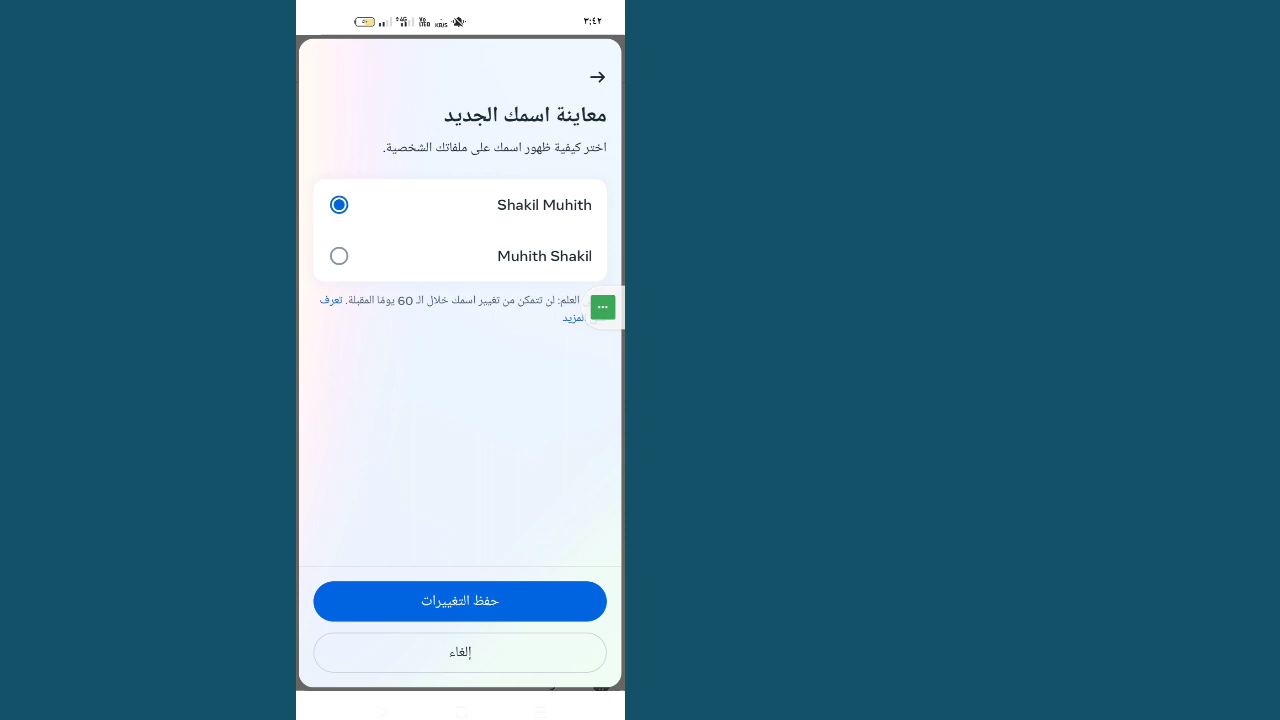 ٣:٤٢
معاينة اسمك الجديد
اختر كيفية ظهور اسمك على ملفاتك الشخصية.
Shakil Muhith
Muhith Shakil
العلم: لن تتمكن من تغيير اسمك خلال الـ 60 يومًا المقبلة. تعرف
المزيد
حفظ التغييرات
إلغاء